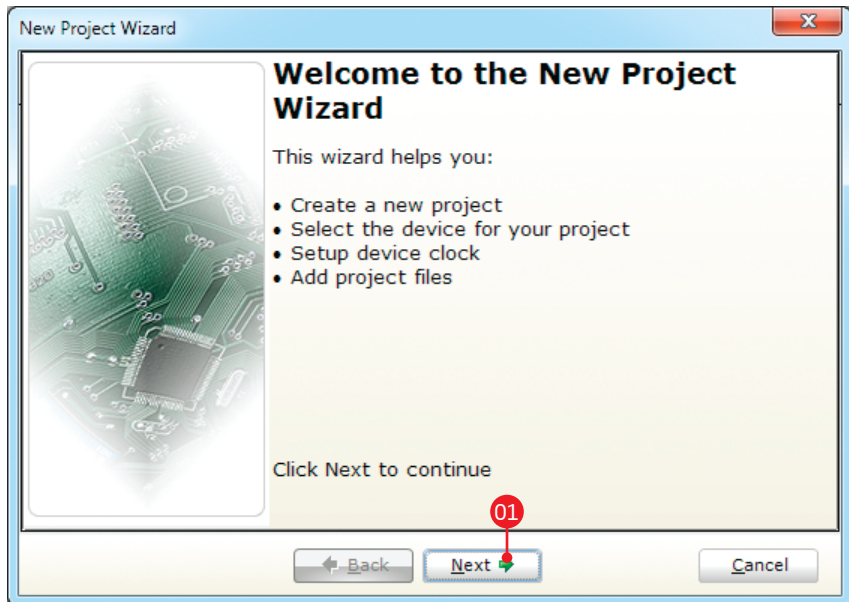 New Project Wizard
Welcome to the New Project
Wizard
This wizard helps you:
• Create a new project
• Select the device for your project
• Setup device clock
• Add project files
Click Next to continue
01
Back
Next
Cancel